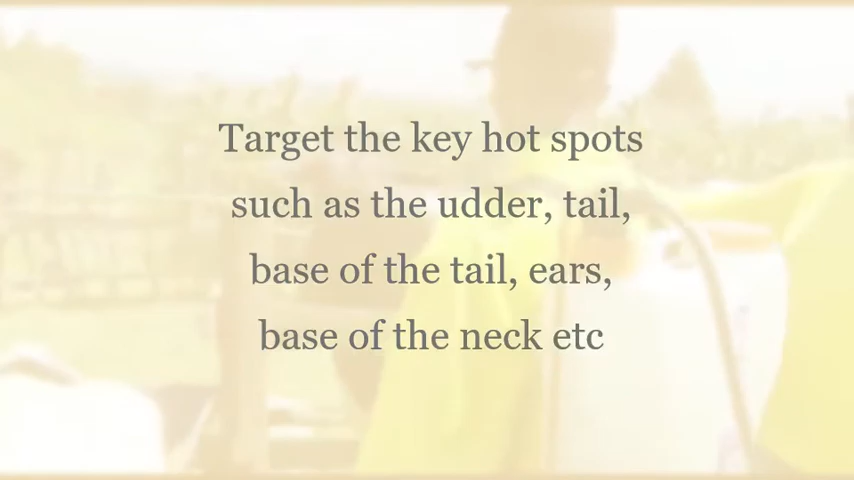 Target the key hot spots
such as the udder, tail,
base of the tail, ears,
base of the neck etc